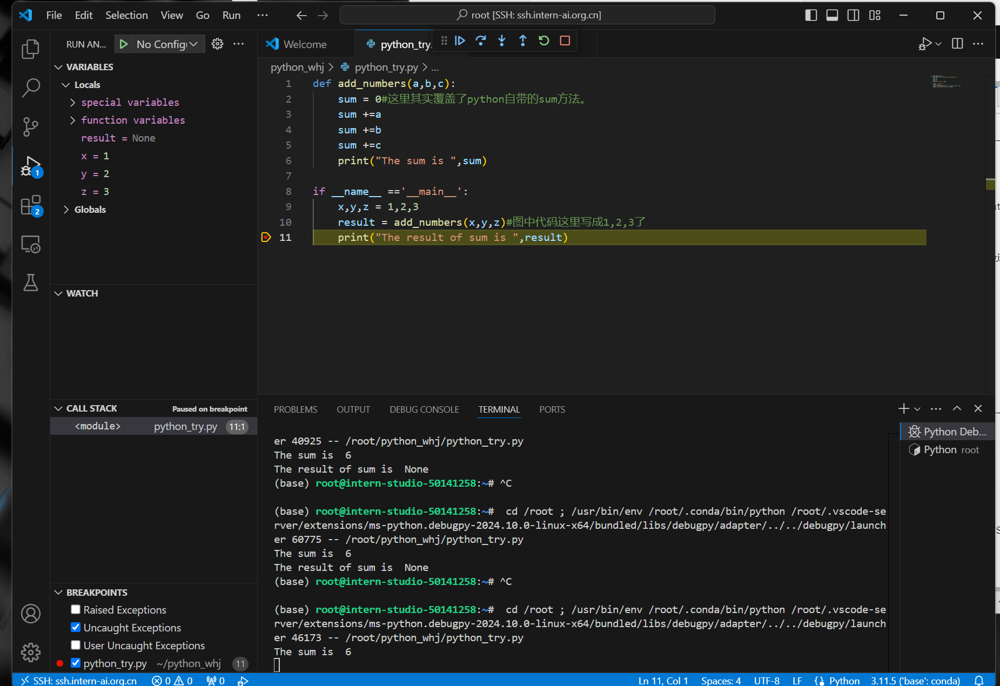 File Edit Selection View Go Run ··· root [SSH: ssh.intern-ai.org.cn]
RUN AN... No Config ···
Welcome
python_try.
VARIABLES
Locals
special variables
function variables
result = None
x = 1
y = 2
z = 3
Globals
1
2
WATCH
CALL STACK Paused on breakpoint
<module> python_try.py 11:1
BREAKPOINTS
Raised Exceptions
Uncaught Exceptions
User Uncaught Exceptions
python_try.py ~/python_whj 11
python_whj > python_try.py > ...
1 def add_numbers(a,b,c):
2     sum = 0#这里其实覆盖了python自带的sum方法。
3     sum +=a
4     sum +=b
5     sum +=c
6     print("The sum is ",sum)
7
8 if __name__ =='__main__':
9     x,y,z = 1,2,3
10     result = add_numbers(x,y,z)#图中代码这里写成1,2,3了
11     print("The result of sum is ",result)
PROBLEMS OUTPUT DEBUG CONSOLE TERMINAL PORTS
er 40925 -- /root/python_whj/python_try.py
The sum is  6
The result of sum is  None
(base) root@intern-studio-50141258:~# ^C
(base) root@intern-studio-50141258:~#  cd /root ; /usr/bin/env /root/.conda/bin/python /root/.vscode-se
rver/extensions/ms-python.debugpy-2024.10.0-linux-x64/bundled/libs/debugpy/adapter/../../debugpy/launch
er 60775 -- /root/python_whj/python_try.py
The sum is  6
The result of sum is  None
(base) root@intern-studio-50141258:~# ^C
(base) root@intern-studio-50141258:~#  cd /root ; /usr/bin/env /root/.conda/bin/python /root/.vscode-se
rver/extensions/ms-python.debugpy-2024.10.0-linux-x64/bundled/libs/debugpy/adapter/../../debugpy/launch
er 46173 -- /root/python_whj/python_try.py
The sum is  6
Python Deb...
Python root
SSH: ssh.intern-ai.org.cn 0 0 0 Ln 11, Col 1 Spaces: 4 UTF-8 LF Python 3.11.5 ('base': conda)